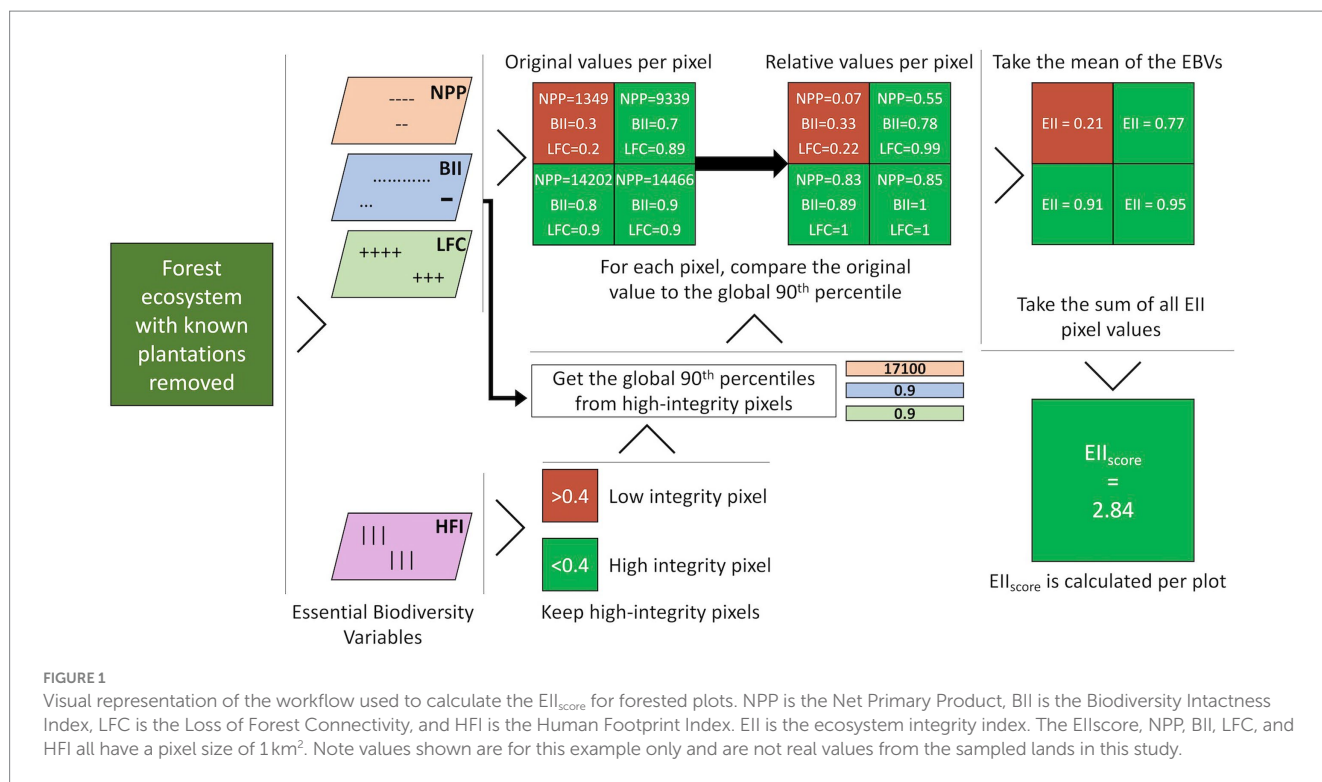 Forest
ecosystem
with known
plantations
removed
NPP
BII
LFC
HFI
Essential Biodiversity
Variables
Original values per pixel
NPP=1349
BII=0.3
LFC=0.2
NPP=9339
BII=0.7
LFC=0.89
NPP=14202
BII=0.8
LFC=0.9
NPP=14466
BII=0.9
LFC=0.9
Relative values per pixel
NPP=0.07
BII=0.33
LFC=0.22
NPP=0.55
BII=0.78
LFC=0.99
NPP=0.83
BII=0.89
LFC=1
NPP=0.85
BII=1
LFC=1
For each pixel, compare the original
value to the global 90th percentile
Get the global 90th percentiles
from high-integrity pixels
17100
0.9
0.9
>0.4
Low integrity pixel
<0.4
High integrity pixel
Keep high-integrity pixels
Take the mean of the EBVs
EII = 0.21
EII = 0.77
EII = 0.91
EII = 0.95
Take the sum of all EII
pixel values
EIIscore
=
2.84
EIIscore is calculated per plot
FIGURE 1
Visual representation of the workflow used to calculate the EIIscore for forested plots. NPP is the Net Primary Product, BII is the Biodiversity Intactness
Index, LFC is the Loss of Forest Connectivity, and HFI is the Human Footprint Index. EII is the ecosystem integrity index. The EIIscore, NPP, BII, LFC, and
HFI all have a pixel size of 1 km². Note values shown are for this example only and are not real values from the sampled lands in this study.